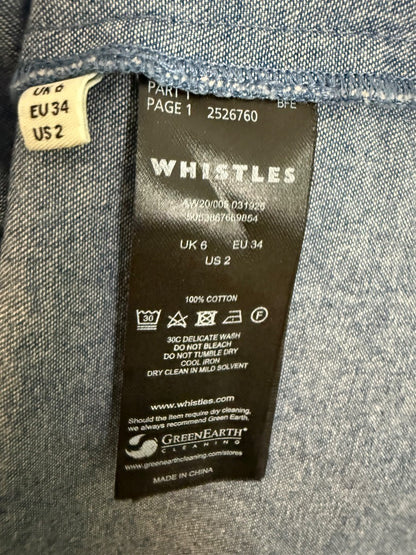 UK 6
EU 34
US 2
PART 1
PAGE 1 2526760 BFE
WHISTLES
AW20/005 031926
UK 6 EU 34
US 2
100% COTTON
30 F
30C DELICATE WASH
DO NOT BLEACH
DO NOT TUMBLE DRY
COOL IRON
DRY CLEAN IN MILD SOLVENT
www.whistles.com
Should the item require dry cleaning,
we always recommend Green Earth.
GREENEARTH®
CLEANING
www.greenearthcleaning.com/stores
MADE IN CHINA